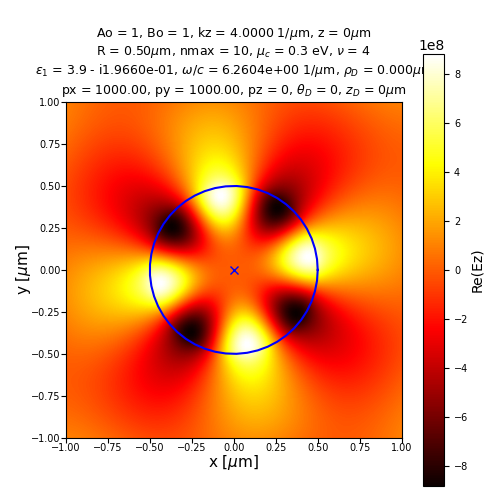 Ao = 1, Bo = 1, kz = 4.0000 1/μm, z = 0μm
R = 0.50μm, nmax = 10, μc = 0.3 eV, ν = 4
ε1 = 3.9 - i1.9660e-01, ω/c = 6.2604e+00 1/μm, ρD = 0.000μ
px = 1000.00, py = 1000.00, pz = 0, θD = 0, zD = 0μm
1e8
1.00
0.75
0.50
0.25
0.00
−0.25
−0.50
−0.75
−1.00
y [μm]
−1.00 −0.75 −0.50 −0.25 0.00 0.25 0.50 0.75 1.00
x [μm]
8
6
4
2
0
−2
−4
−6
−8
Re(Ez)